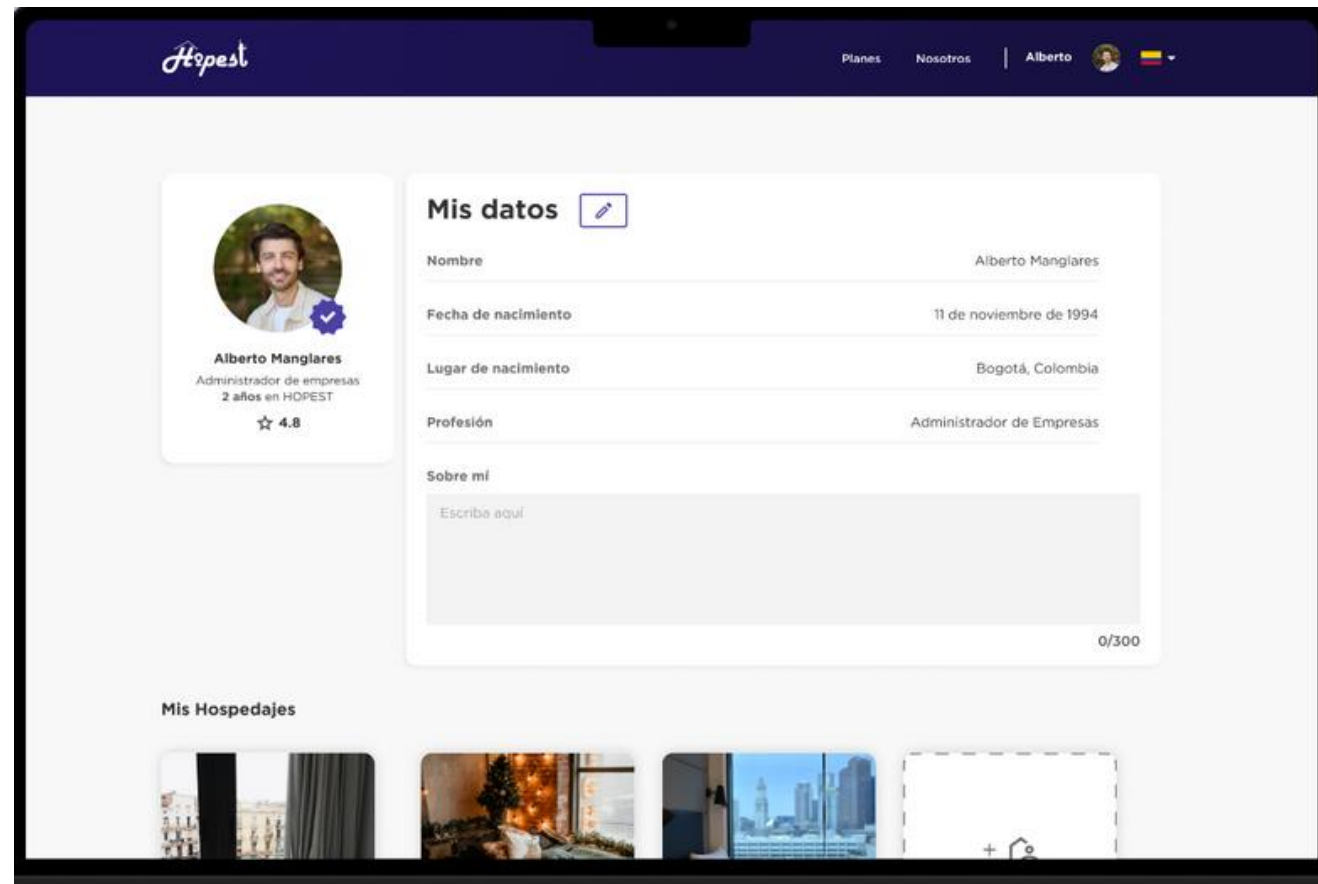 Hopest
Planes Nosotros Alberto
Alberto Manglares
Administrador de empresas
2 años en HOPEST
4.8
Mis datos
Nombre Alberto Manglares
Fecha de nacimiento 11 de noviembre de 1994
Lugar de nacimiento Bogotá, Colombia
Profesión Administrador de Empresas
Sobre mí
Escriba aquí
0/300
Mis Hospedajes
+